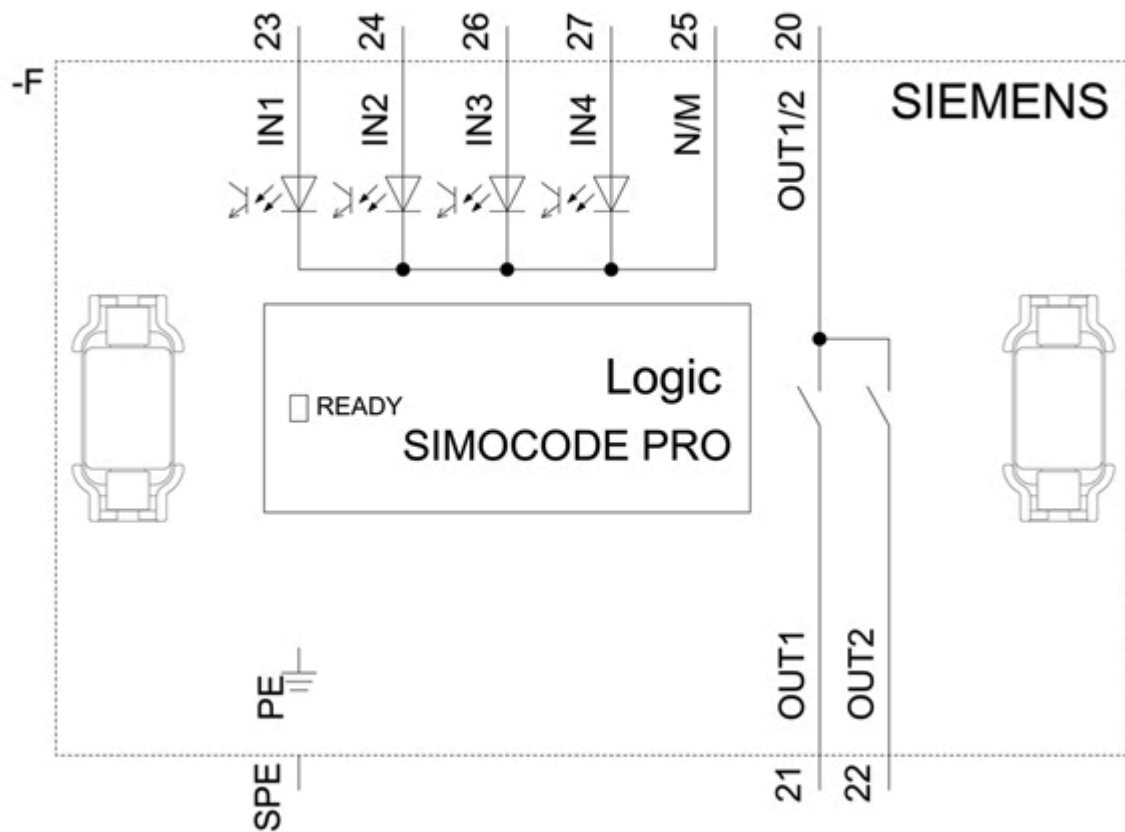 23
24
26
27
25
20
-F
SIEMENS
IN1
IN2
IN3
IN4
N/M
OUT1/2
Logic
READY
SIMOCODE PRO
PE
OUT1
OUT2
SPE
21
22